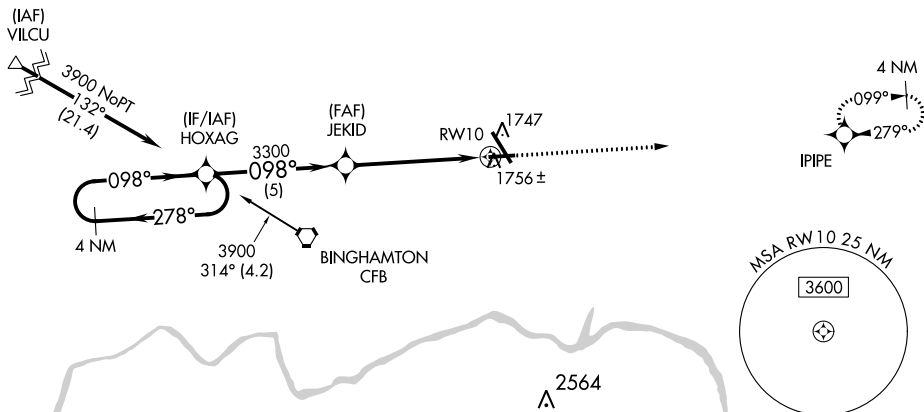 (IAF)
VILCU
3900 NoPT
132°
(21.4)
(IF/IAF)
HOXAG
(FAF)
JEKID
3300
098°
(5)
RW10
1747
1756 ±
4 NM
099°
279°
IPIPE
098°
278°
4 NM
3900
314° (4.2)
BINGHAMTON
CFB
MSA RW10 25 NM
3600
2564